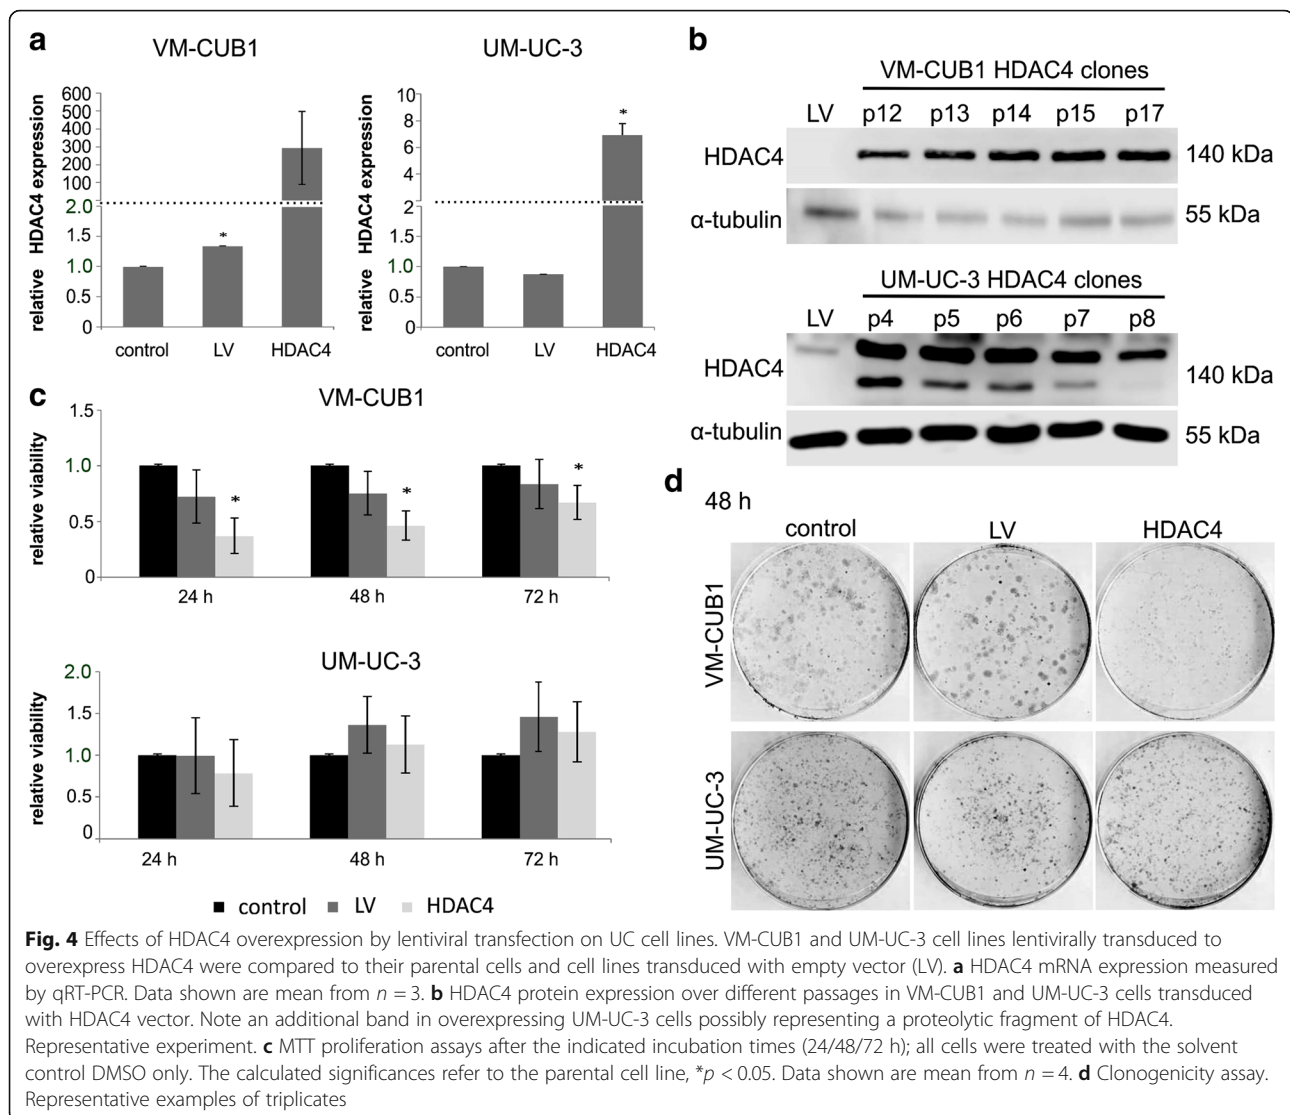 a
VM-CUB1
relative HDAC4 expression
600
500
400
300
200
100
2.0
1.5
1.0
0.5
0
control LV HDAC4
UM-UC-3
relative HDAC4 expression
10
8
6
4
2
1.5
1.0
0.5
0
*
*
control LV HDAC4
b
VM-CUB1 HDAC4 clones
LV p12 p13 p14 p15 p17
HDAC4 140 kDa
α-tubulin 55 kDa
UM-UC-3 HDAC4 clones
LV p4 p5 p6 p7 p8
HDAC4 140 kDa
α-tubulin 55 kDa
c
VM-CUB1
relative viability
1.5
1.0
0.5
0
* * *
24 h 48 h 72 h
UM-UC-3
relative viability
2.0
1.5
1.0
0.5
0
24 h 48 h 72 h
control LV HDAC4
d
48 h
control LV HDAC4
VM-CUB1
UM-UC-3
Fig. 4 Effects of HDAC4 overexpression by lentiviral transfection on UC cell lines. VM-CUB1 and UM-UC-3 cell lines lentivirally transduced to
overexpress HDAC4 were compared to their parental cells and cell lines transduced with empty vector (LV). a HDAC4 mRNA expression measured
by qRT-PCR. Data shown are mean from n = 3. b HDAC4 protein expression over different passages in VM-CUB1 and UM-UC-3 cells transduced
with HDAC4 vector. Note an additional band in overexpressing UM-UC-3 cells possibly representing a proteolytic fragment of HDAC4.
Representative experiment. c MTT proliferation assays after the indicated incubation times (24/48/72 h); all cells were treated with the solvent
control DMSO only. The calculated significances refer to the parental cell line, *p < 0.05. Data shown are mean from n = 4. d Clonogenicity assay.
Representative examples of triplicates